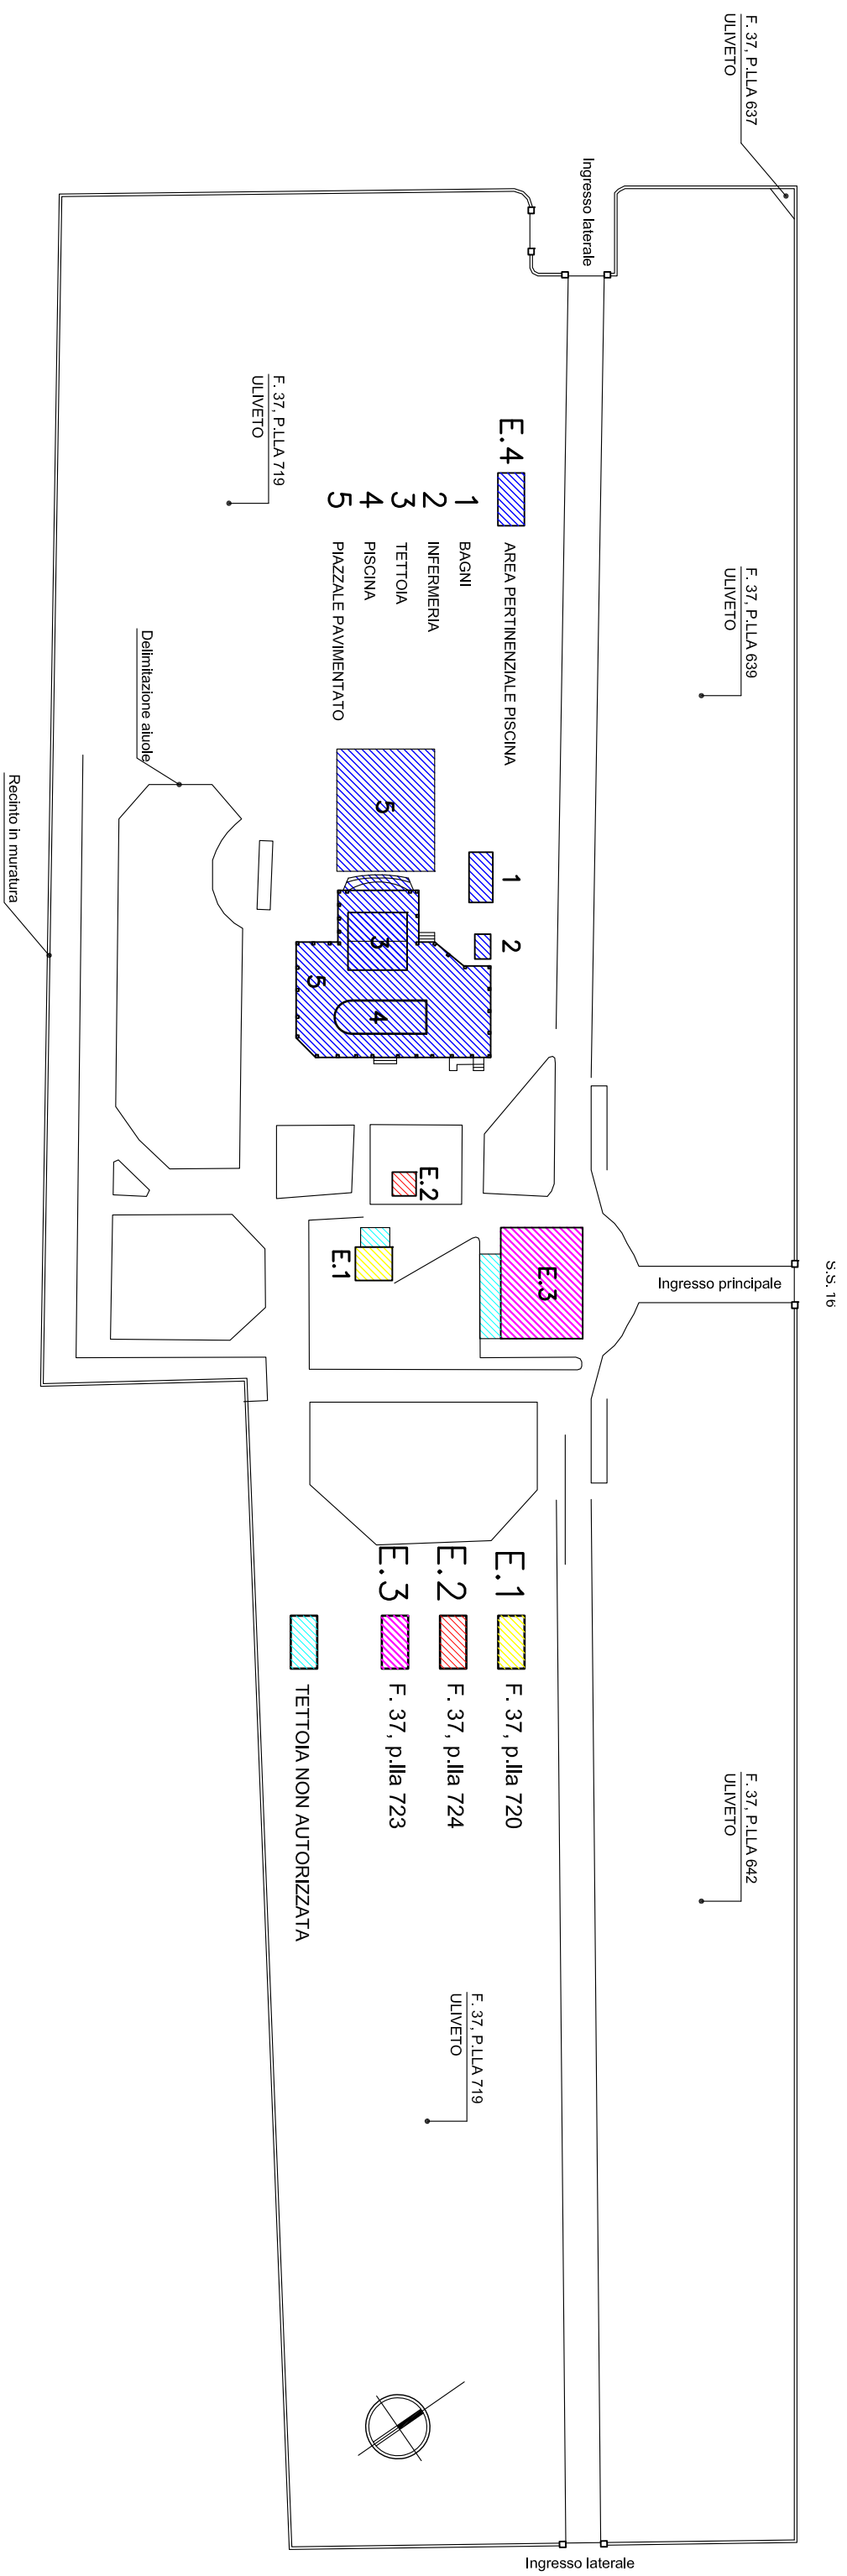 F. 37, P.LLA 637
ULIVETO
Ingresso laterale
F. 37, P.LLA 719
ULIVETO
F. 37, P.LLA 639
ULIVETO
E.4 AREA PERTINENZIALE PISCINA
1 BAGNI
2 INFERMERIA
3 TETTOIA
4 PISCINA
5 PIAZZALE PAVIMENTATO
Delimitazione aiuole
Recinto in muratura
5
1
2
3
5
4
E.2
E.1
E.3
Ingresso principale
S.S. 16
E.1 F. 37, p.lla 720
E.2 F. 37, p.lla 724
E.3 F. 37, p.lla 723
TETTOIA NON AUTORIZZATA
F. 37, P.LLA 642
ULIVETO
F. 37, P.LLA 719
ULIVETO
Ingresso laterale